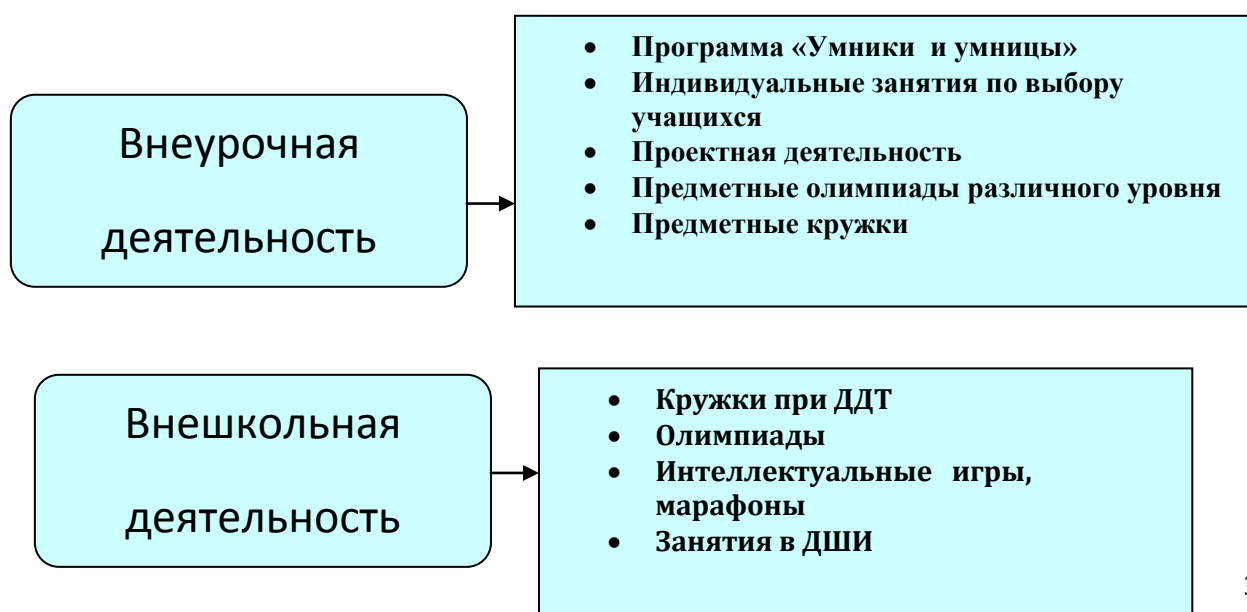 Внеурочная
деятельность
• Программа «Умники и умницы»
• Индивидуальные занятия по выбору
учащихся
• Проектная деятельность
• Предметные олимпиады различного уровня
• Предметные кружки
Внешкольная
деятельность
• Кружки при ДДТ
• Олимпиады
• Интеллектуальные игры,
марафоны
• Занятия в ДШИ